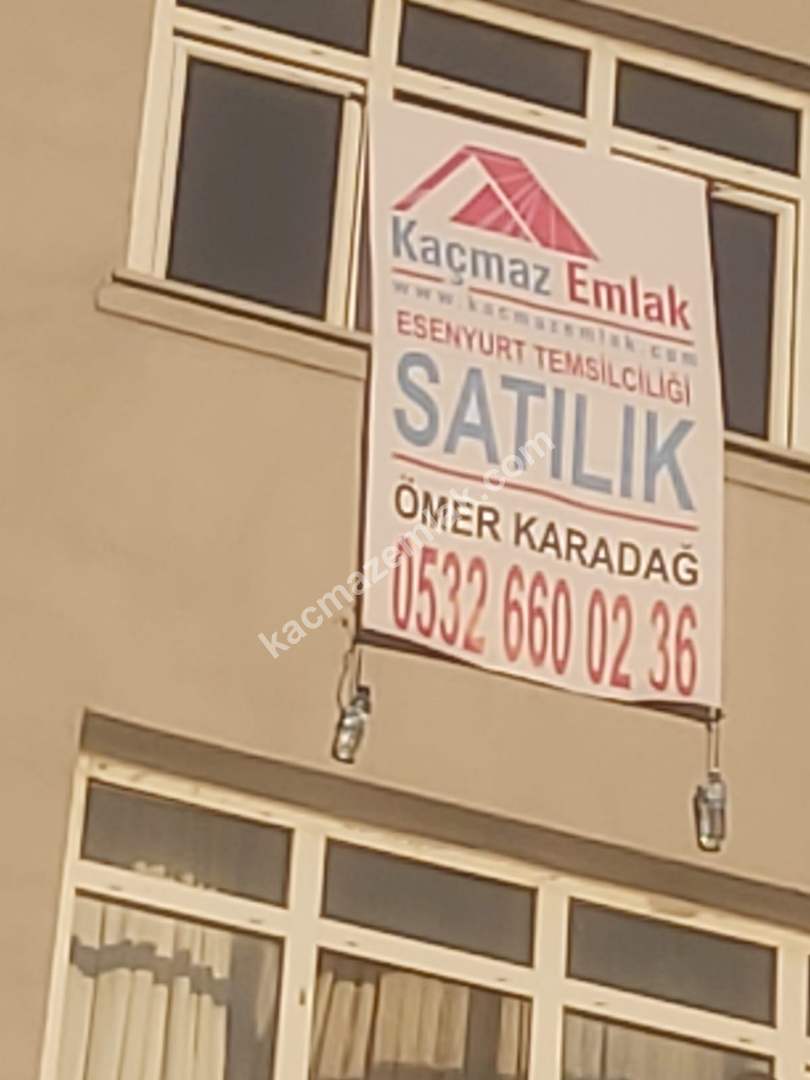 Kaçmaz Emlak
www.kacmazemlak.com
ESENYURT TEMSİLCİLİĞİ
SATILIK
ÖMER KARADAĞ
0532 660 02 36
kacmazemlak.com